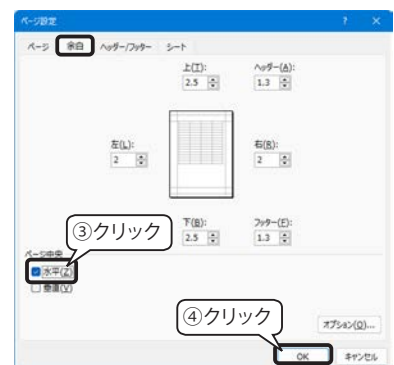 ページ設定 ? ×
ページ 余白 ヘッダー/フッター シート
上(T): ヘッダー(A):
2.5 1.3
左(L): 右(R):
2 2
下(B): フッター(E):
2.5 1.3
③クリック
ページ中央
水平(Z)
垂直(V)
④クリック
オプション(O)...
OK キャンセル